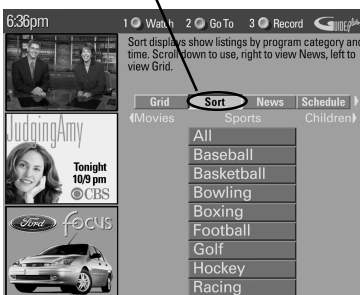 6:36pm
1 Watch 2 Go To 3 Record GUIDE Plus
Sort displays show listings by program category and
time. Scroll down to use, right to view News, left to
view Grid.
Grid Sort News Schedule
Movies Sports Children
JudgingAmy
Tonight
10/9 pm
CBS
Ford focus
All
Baseball
Basketball
Bowling
Boxing
Football
Golf
Hockey
Racing